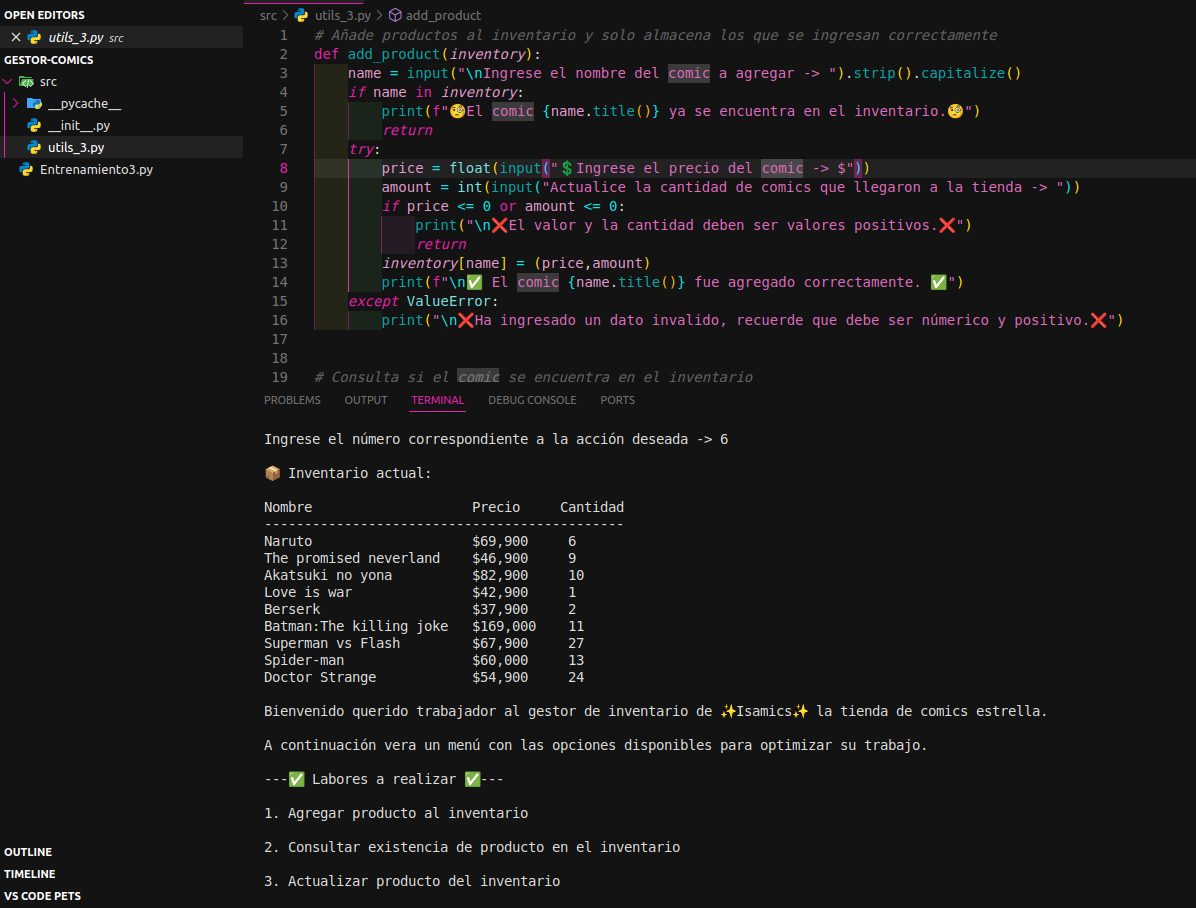 OPEN EDITORS
utils_3.py src
GESTOR-COMICS
src
__pycache__
__init__.py
utils_3.py
Entrenamiento3.py
OUTLINE
TIMELINE
VS CODE PETS
src > utils_3.py > add_product
1 # Añade productos al inventario y solo almacena los que se ingresan correctamente
2 def add_product(inventory):
3 name = input("\nIngrese el nombre del comic a agregar -> ").strip().capitalize()
4 if name in inventory:
5 print(f"🧐El comic {name.title()} ya se encuentra en el inventario.🧐")
6 return
7 try:
8 price = float(input("💲Ingrese el precio del comic -> $"))
9 amount = int(input("Actualice la cantidad de comics que llegaron a la tienda -> "))
10 if price <= 0 or amount <= 0:
11 print("\n❌El valor y la cantidad deben ser valores positivos.❌")
12 return
13 inventory[name] = (price,amount)
14 print(f"\n✅ El comic {name.title()} fue agregado correctamente. ✅")
15 except ValueError:
16 print("\n❌Ha ingresado un dato invalido, recuerde que debe ser númerico y positivo.❌")
17
18
19 # Consulta si el comic se encuentra en el inventario
PROBLEMS OUTPUT TERMINAL DEBUG CONSOLE PORTS
Ingrese el número correspondiente a la acción deseada -> 6
📦 Inventario actual:
Nombre Precio Cantidad
---------------------------------------------
Naruto $69,900 6
The promised neverland $46,900 9
Akatsuki no yona $82,900 10
Love is war $42,900 1
Berserk $37,900 2
Batman:The killing joke $169,000 11
Superman vs Flash $67,900 27
Spider-man $60,000 13
Doctor Strange $54,900 24
Bienvenido querido trabajador al gestor de inventario de ✨Isamics✨ la tienda de comics estrella.
A continuación vera un menú con las opciones disponibles para optimizar su trabajo.
---✅ Labores a realizar ✅---
1. Agregar producto al inventario
2. Consultar existencia de producto en el inventario
3. Actualizar producto del inventario